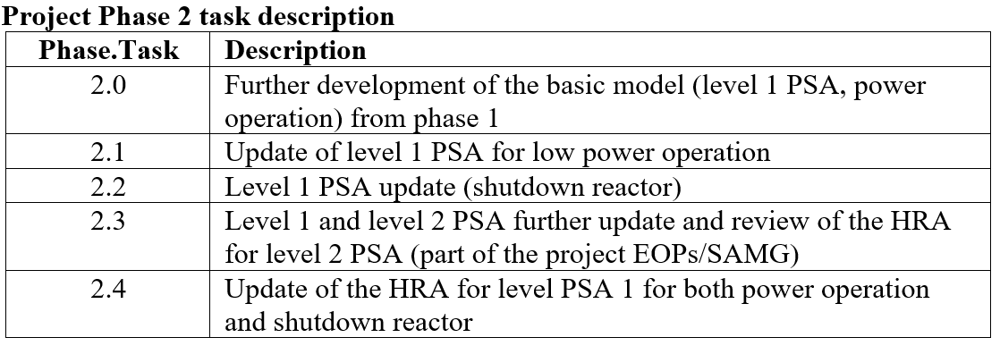 Project Phase 2 task description
Phase.Task Description
2.0 Further development of the basic model (level 1 PSA, power
operation) from phase 1
2.1 Update of level 1 PSA for low power operation
2.2 Level 1 PSA update (shutdown reactor)
2.3 Level 1 and level 2 PSA further update and review of the HRA
for level 2 PSA (part of the project EOPs/SAMG)
2.4 Update of the HRA for level PSA 1 for both power operation
and shutdown reactor